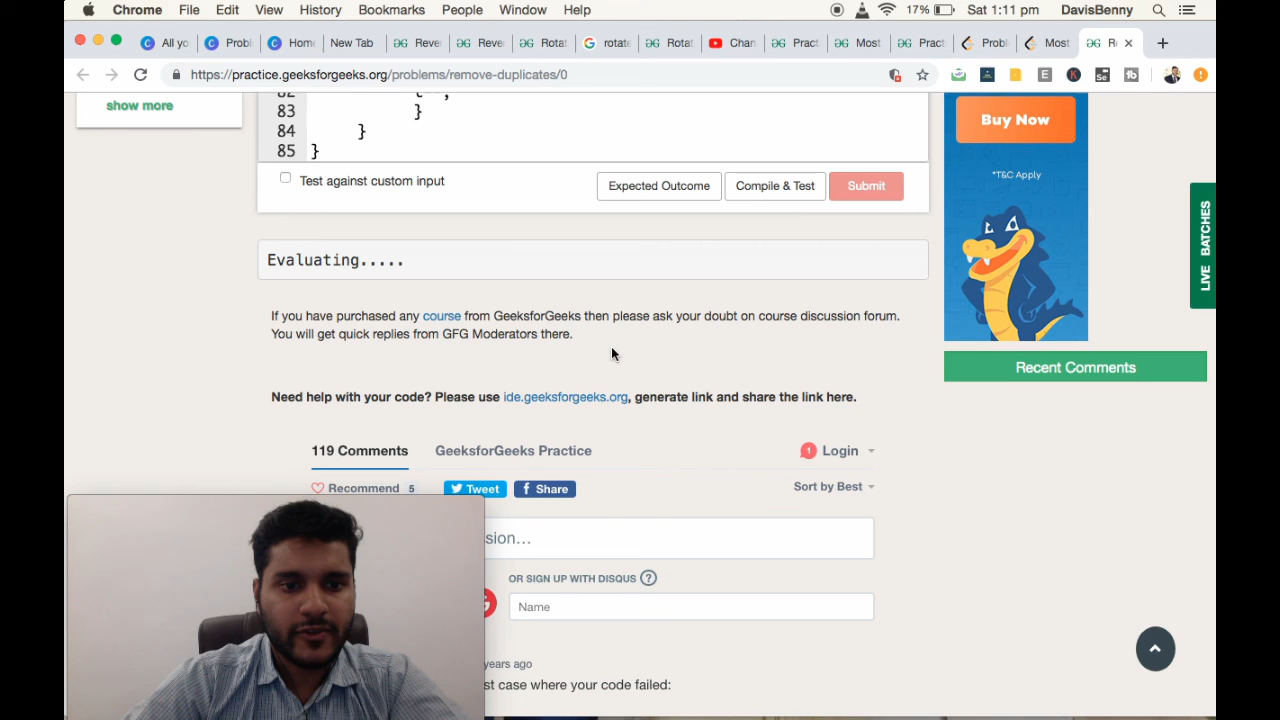 Chrome File Edit View History Bookmarks People Window Help 17% Sat 1:11 pm DavisBenny
All yo Probl Home New Tab Reve Reve Rotat rotate Rotat Chan Pract Most Pract Probl Most Re
https://practice.geeksforgeeks.org/problems/remove-duplicates/0
show more
82
83 }
84 }
85 }
Test against custom input Expected Outcome Compile & Test Submit
Evaluating.....
If you have purchased any course from GeeksforGeeks then please ask your doubt on course discussion forum.
You will get quick replies from GFG Moderators there.
Need help with your code? Please use ide.geeksforgeeks.org, generate link and share the link here.
119 Comments GeeksforGeeks Practice 1 Login
Recommend 5 Tweet Share Sort by Best
sion…
OR SIGN UP WITH DISQUS ?
Name
years ago
st case where your code failed:
Buy Now
*T&C Apply
LIVE BATCHES
Recent Comments